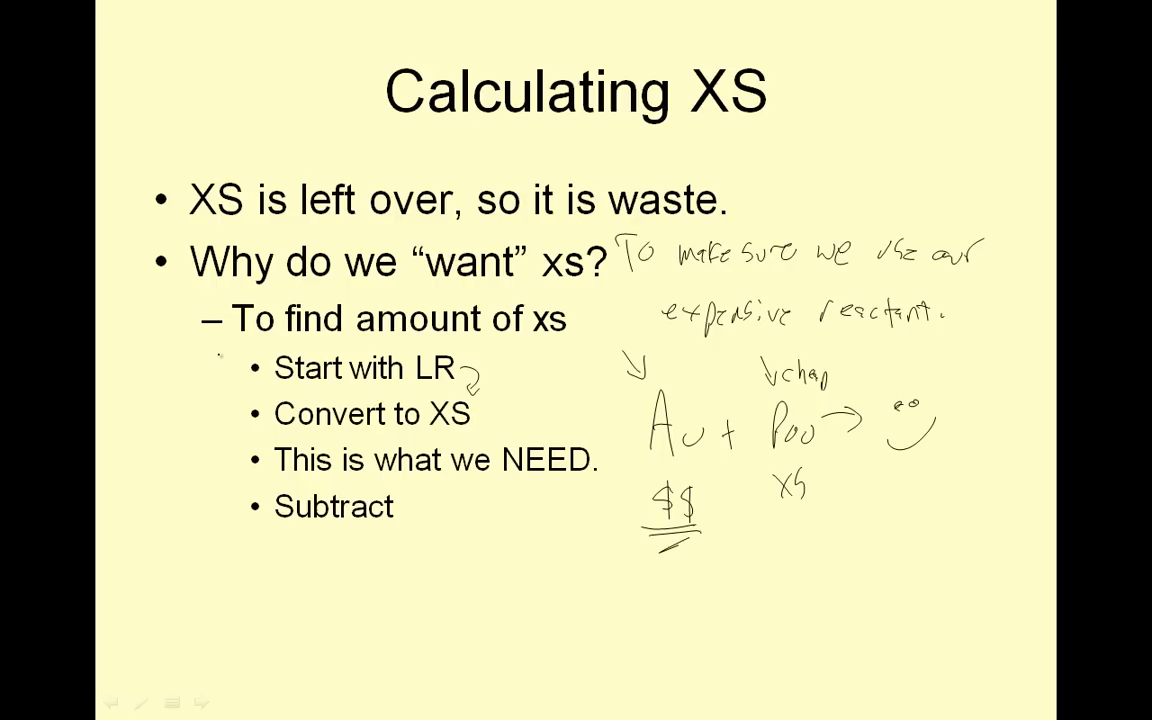 Calculating XS
• XS is left over, so it is waste.
• Why do we “want” xs? To make sure we use our
expensive reactant.
– To find amount of xs
• Start with LR
cheap
• Convert to XS
Au + Poo →
• This is what we NEED.
$$ XS
• Subtract